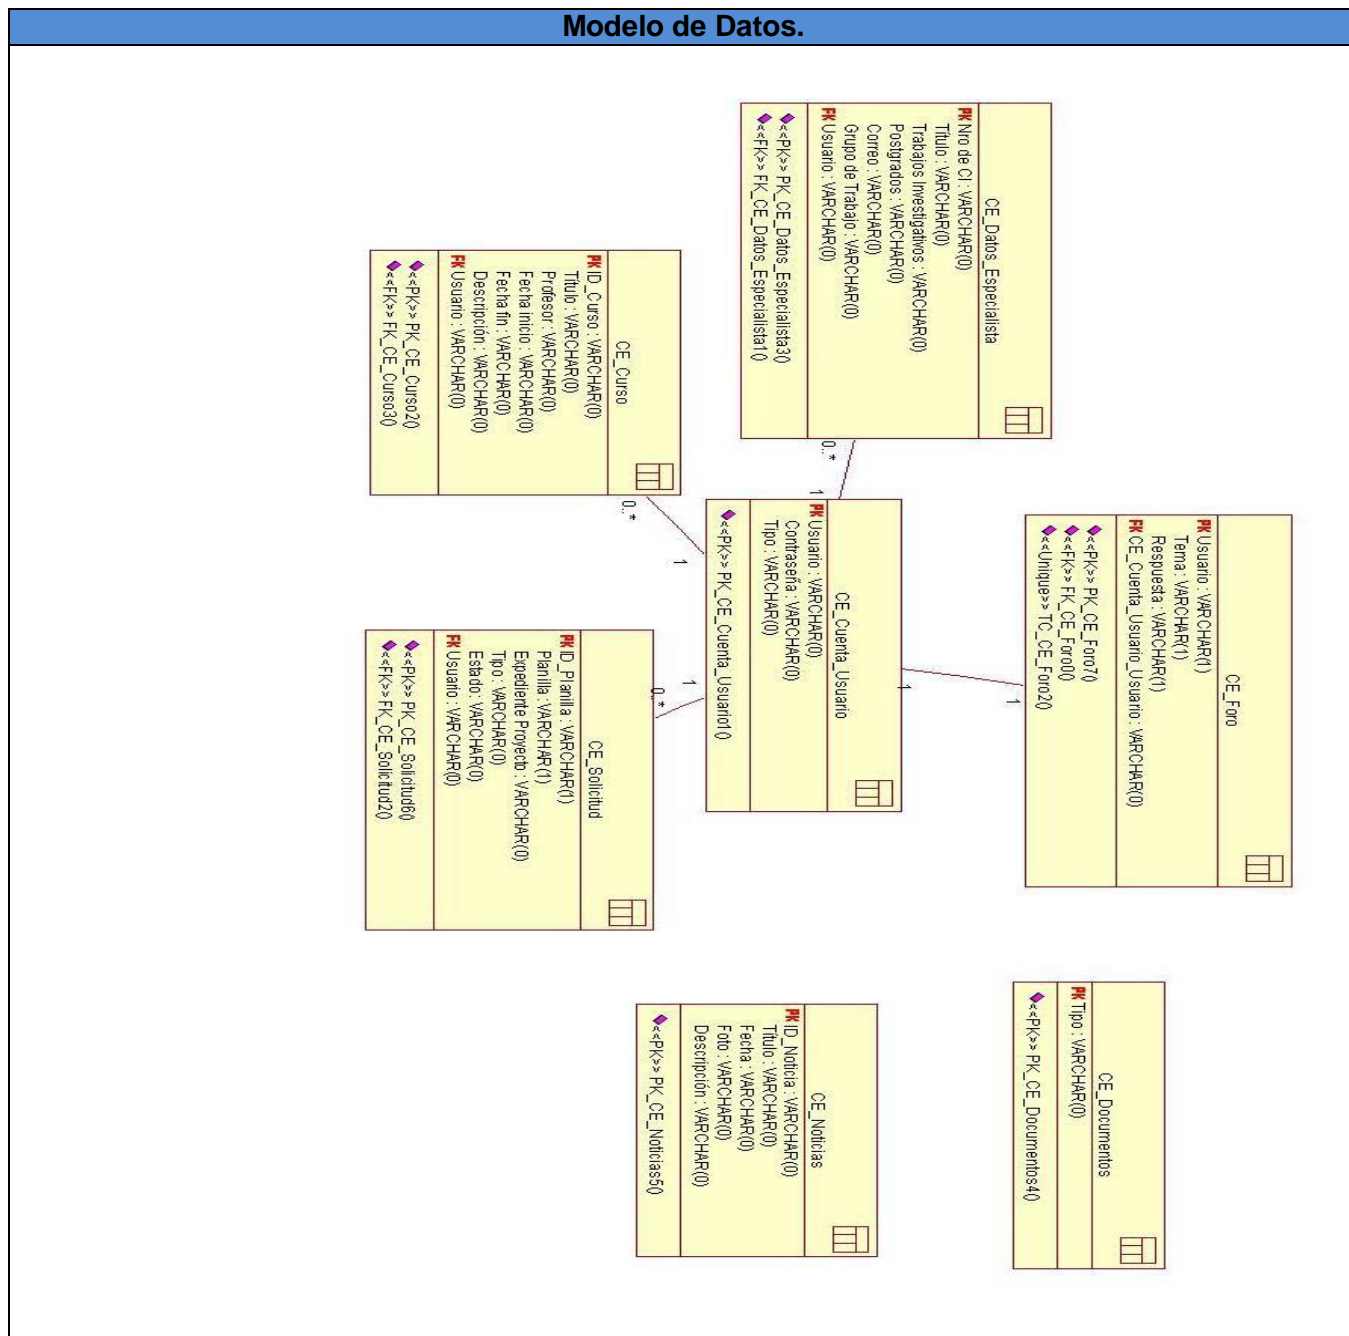 Modelo de Datos.
CE_Datos_Especialista
PK Nro de CI : VARCHAR(0)
Título : VARCHAR(0)
Trabajos Investigativos : VARCHAR(0)
Postgrados : VARCHAR(0)
Correo : VARCHAR(0)
Grupo de Trabajo : VARCHAR(0)
FK Usuario : VARCHAR(0)
<<PK>> PK_CE_Datos_Especialista3()
<<FK>> FK_CE_Datos_Especialista1()
0..*
1
CE_Foro
PK Usuario : VARCHAR(1)
Tema : VARCHAR(1)
Respuesta : VARCHAR(1)
FK CE_Cuenta_Usuario_Usuario : VARCHAR(0)
<<PK>> PK_CE_Foro7()
<<FK>> FK_CE_Foro0()
<<Unique>> TC_CE_Foro2()
1
1
CE_Documentos
PK Tipo : VARCHAR(0)
<<PK>> PK_CE_Documentos4()
CE_Curso
PK ID_Curso : VARCHAR(0)
Título : VARCHAR(0)
Profesor : VARCHAR(0)
Fecha inicio : VARCHAR(0)
Fecha fin : VARCHAR(0)
Descripción : VARCHAR(0)
FK Usuario : VARCHAR(0)
<<PK>> PK_CE_Curso2()
<<FK>> FK_CE_Curso3()
0..*
1
CE_Cuenta_Usuario
PK Usuario : VARCHAR(0)
Contraseña : VARCHAR(0)
Tipo : VARCHAR(0)
<<PK>> PK_CE_Cuenta_Usuario1()
1
0..*
CE_Solicitud
PK ID_Planilla : VARCHAR(1)
Planilla : VARCHAR(1)
Expediente Proyecto : VARCHAR(0)
Tipo : VARCHAR(0)
Estado : VARCHAR(0)
FK Usuario : VARCHAR(0)
<<PK>> PK_CE_Solicitud6()
<<FK>> FK_CE_Solicitud2()
CE_Noticias
PK ID_Noticia : VARCHAR(0)
Título : VARCHAR(0)
Fecha : VARCHAR(0)
Foto : VARCHAR(0)
Descripción : VARCHAR(0)
<<PK>> PK_CE_Noticias5()